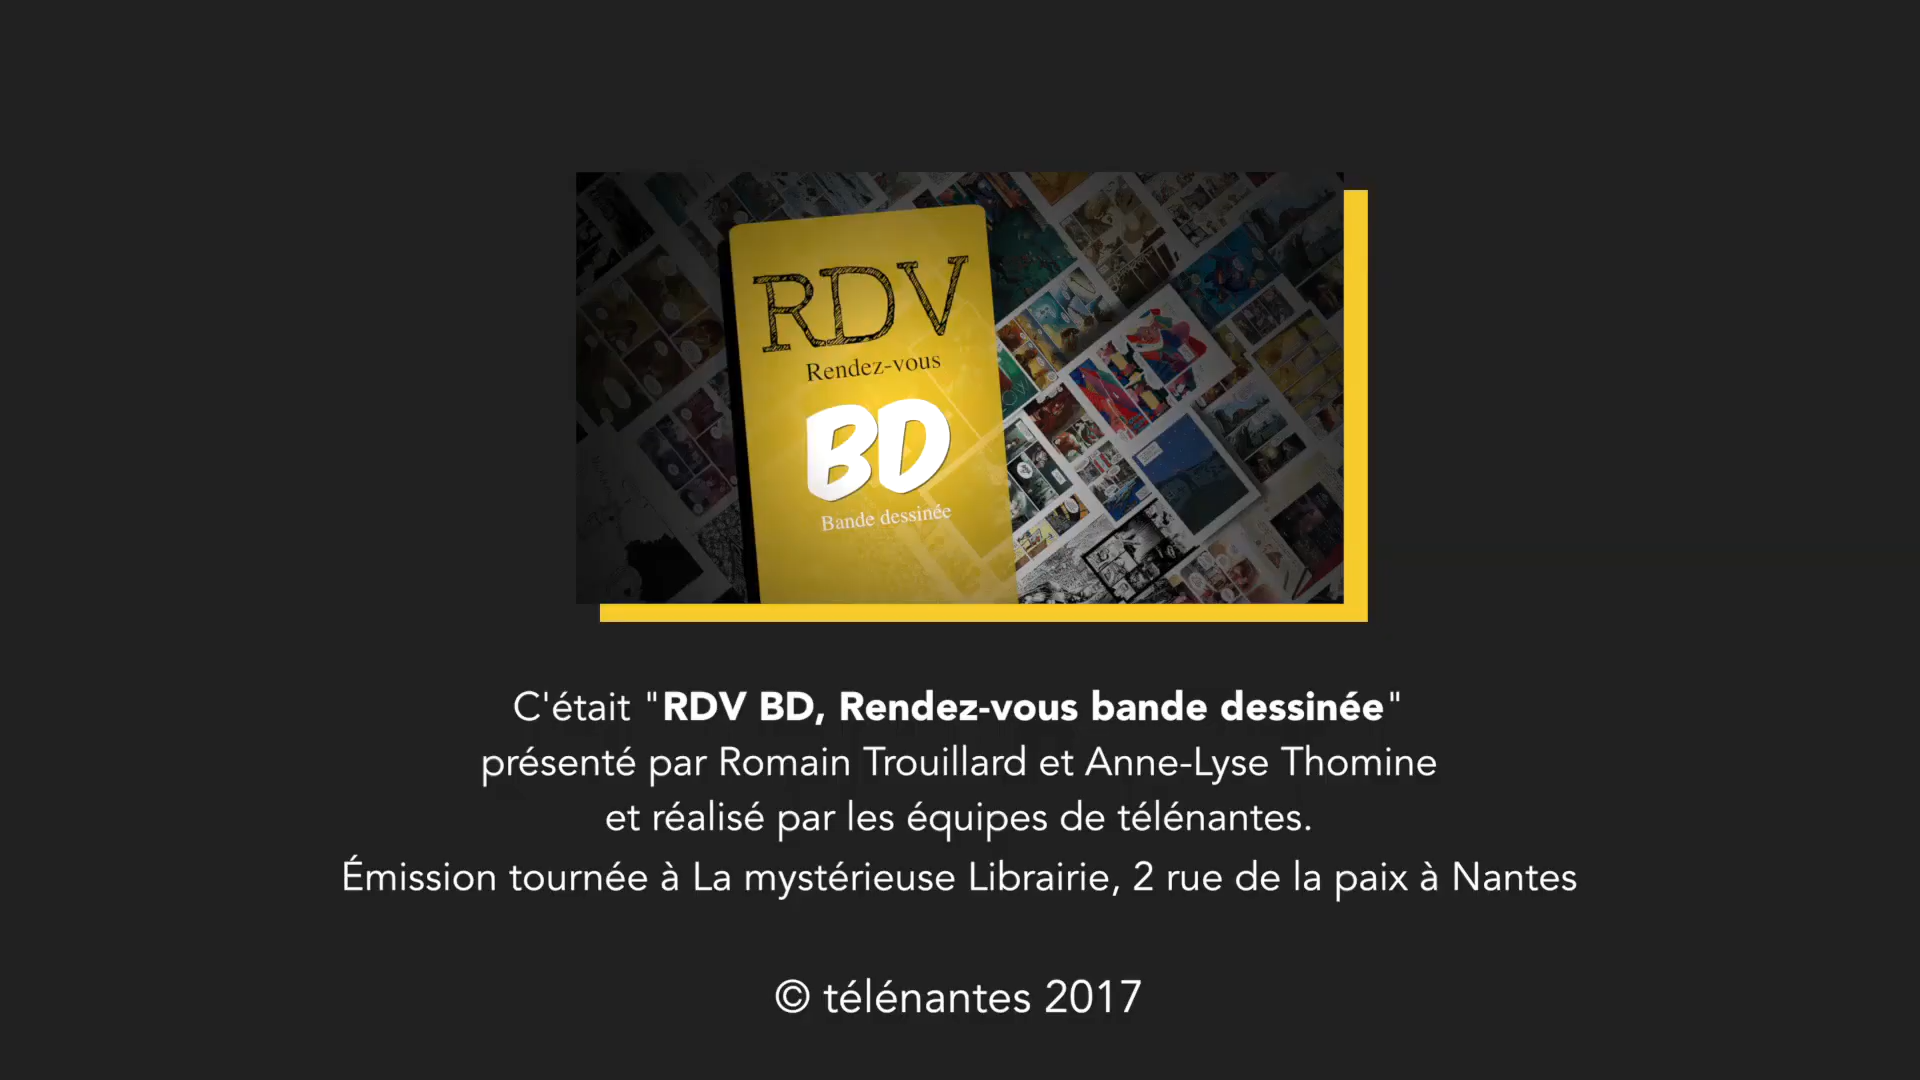 RDV
Rendez-vous
BD
Bande dessinée
C'était "RDV BD, Rendez-vous bande dessinée"
présenté par Romain Trouillard et Anne-Lyse Thomine
et réalisé par les équipes de télénantes.
Émission tournée à La mystérieuse Librairie, 2 rue de la paix à Nantes
© télénantes 2017